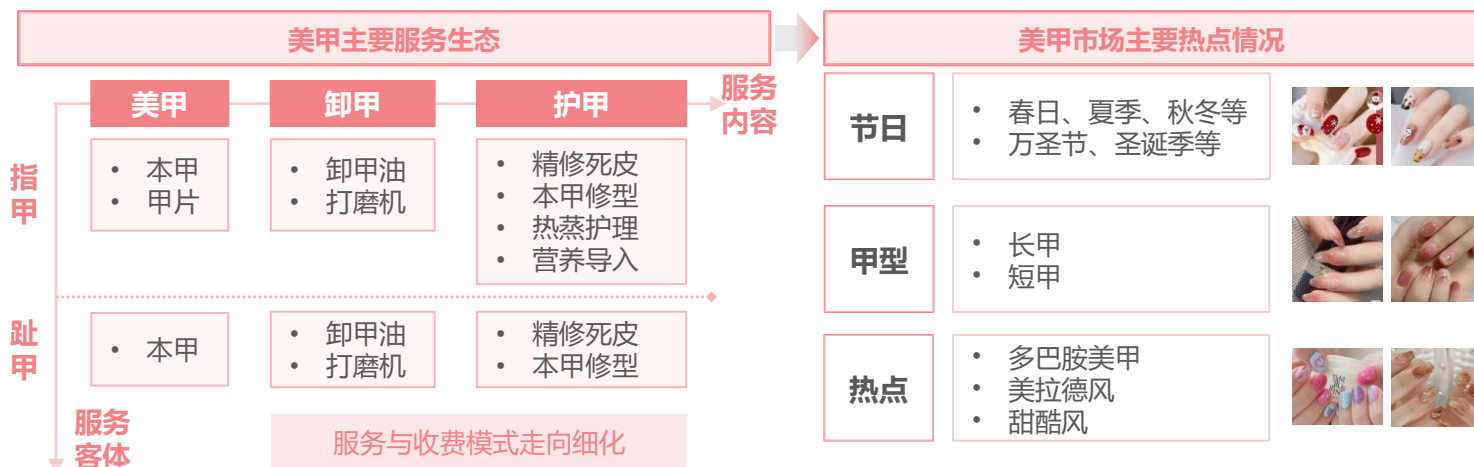 美甲主要服务生态
美甲
卸甲
护甲
服务
内容
指
甲
• 本甲
• 甲片
• 卸甲油
• 打磨机
• 精修死皮
• 本甲修型
• 热蒸护理
• 营养导入
趾
甲
• 本甲
• 卸甲油
• 打磨机
• 精修死皮
• 本甲修型
服务
客体
服务与收费模式走向细化
美甲市场主要热点情况
节日
• 春日、夏季、秋冬等
• 万圣节、圣诞季等
甲型
• 长甲
• 短甲
热点
• 多巴胺美甲
• 美拉德风
• 甜酷风